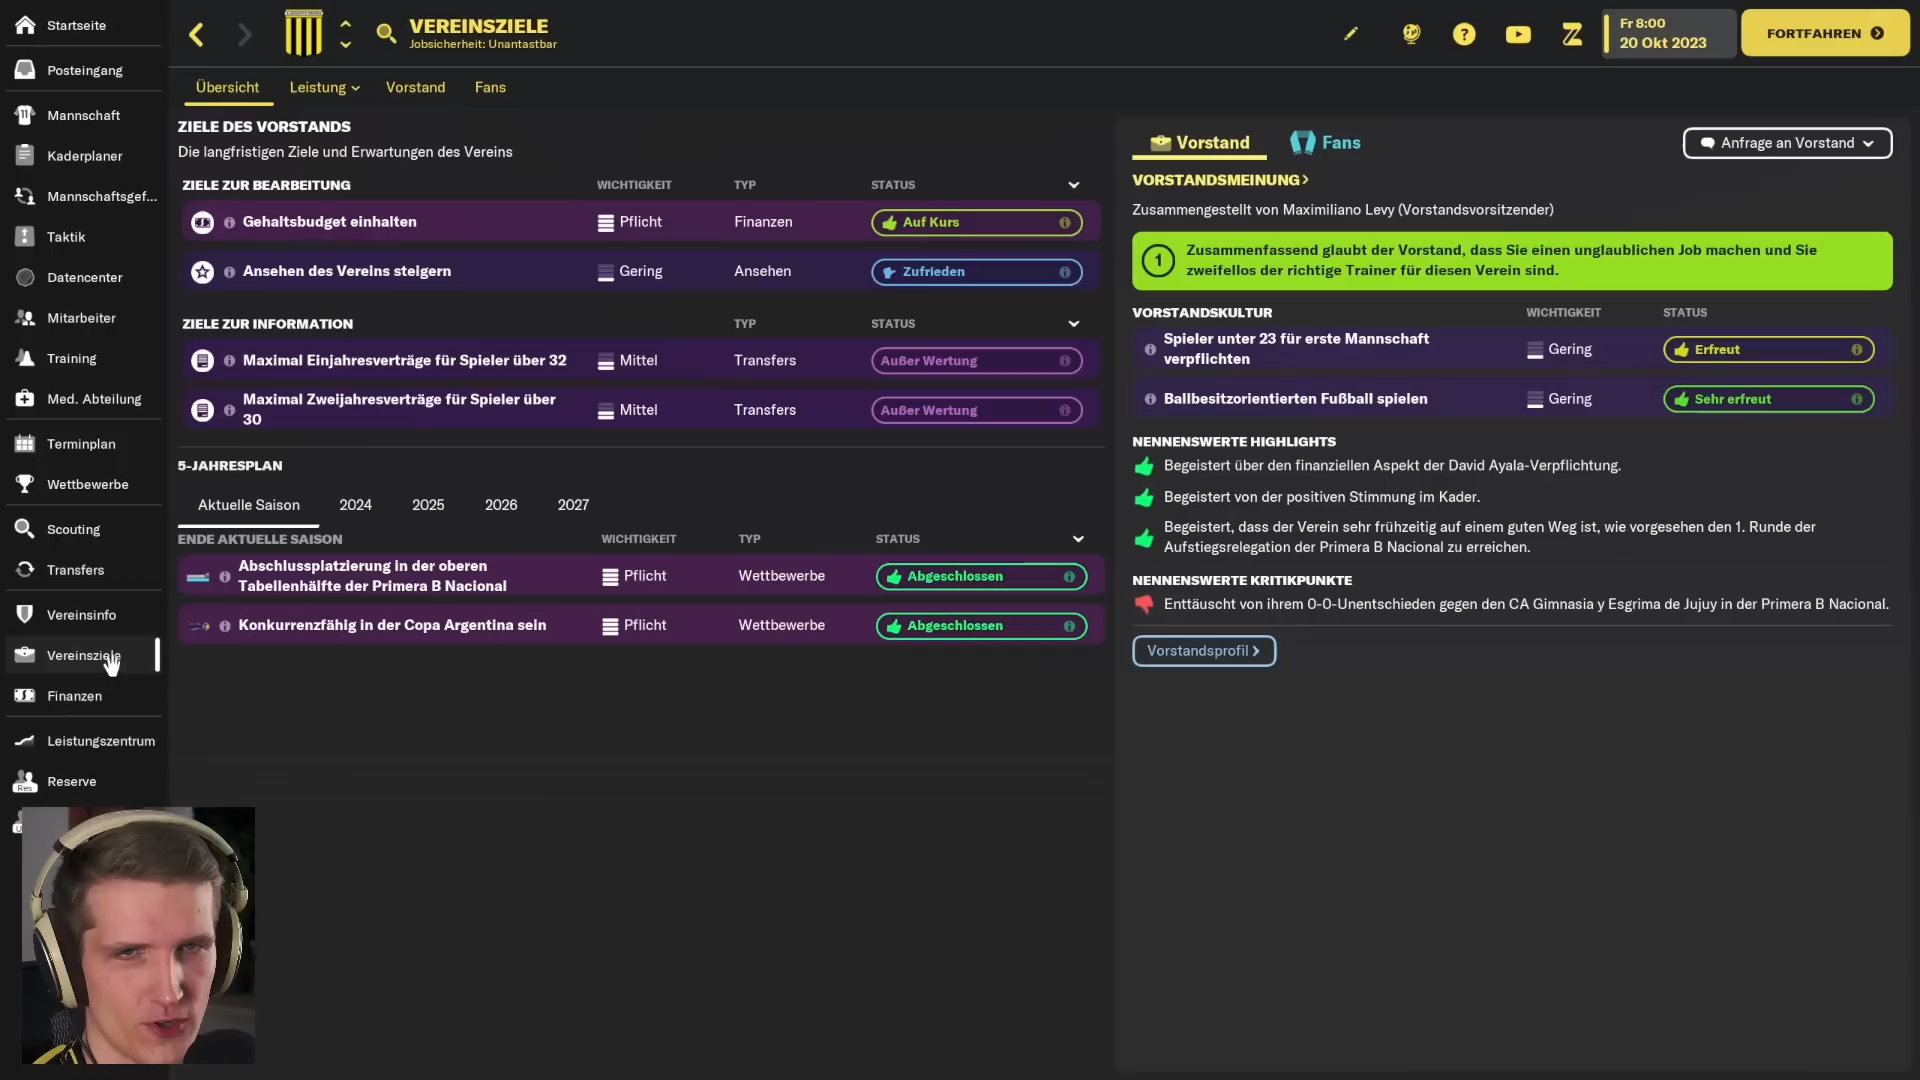 Startseite
Posteingang
Mannschaft
Kaderplaner
Mannschaftsgef...
Taktik
Datencenter
Mitarbeiter
Training
Med. Abteilung
Terminplan
Wettbewerbe
Scouting
Transfers
Vereinsinfo
Vereinsziele
Finanzen
Leistungszentrum
Reserve
Res
VEREINSZIELE
Jobsicherheit: Unantastbar
Fr 8:00
20 Okt 2023
FORTFAHREN
Übersicht
Leistung
Vorstand
Fans
ZIELE DES VORSTANDS
Die langfristigen Ziele und Erwartungen des Vereins
ZIELE ZUR BEARBEITUNG WICHTIGKEIT TYP STATUS
Gehaltsbudget einhalten Pflicht Finanzen Auf Kurs
Ansehen des Vereins steigern Gering Ansehen Zufrieden
ZIELE ZUR INFORMATION TYP STATUS
Maximal Einjahresverträge für Spieler über 32 Mittel Transfers Außer Wertung
Maximal Zweijahresverträge für Spieler über
30 Mittel Transfers Außer Wertung
5-JAHRESPLAN
Aktuelle Saison 2024 2025 2026 2027
ENDE AKTUELLE SAISON WICHTIGKEIT TYP STATUS
Abschlussplatzierung in der oberen
Tabellenhälfte der Primera B Nacional Pflicht Wettbewerbe Abgeschlossen
Konkurrenzfähig in der Copa Argentina sein Pflicht Wettbewerbe Abgeschlossen
Vorstand
Fans
Anfrage an Vorstand
VORSTANDSMEINUNG>
Zusammengestellt von Maximiliano Levy (Vorstandsvorsitzender)
1
Zusammenfassend glaubt der Vorstand, dass Sie einen unglaublichen Job machen und Sie
zweifellos der richtige Trainer für diesen Verein sind.
VORSTANDSKULTUR WICHTIGKEIT STATUS
Spieler unter 23 für erste Mannschaft
verpflichten Gering Erfreut
Ballbesitzorientierten Fußball spielen Gering Sehr erfreut
NENNENSWERTE HIGHLIGHTS
Begeistert über den finanziellen Aspekt der David Ayala-Verpflichtung.
Begeistert von der positiven Stimmung im Kader.
Begeistert, dass der Verein sehr frühzeitig auf einem guten Weg ist, wie vorgesehen den 1. Runde der
Aufstiegsrelegation der Primera B Nacional zu erreichen.
NENNENSWERTE KRITIKPUNKTE
Enttäuscht von ihrem 0-0-Unentschieden gegen den CA Gimnasia y Esgrima de Jujuy in der Primera B Nacional.
Vorstandsprofil >